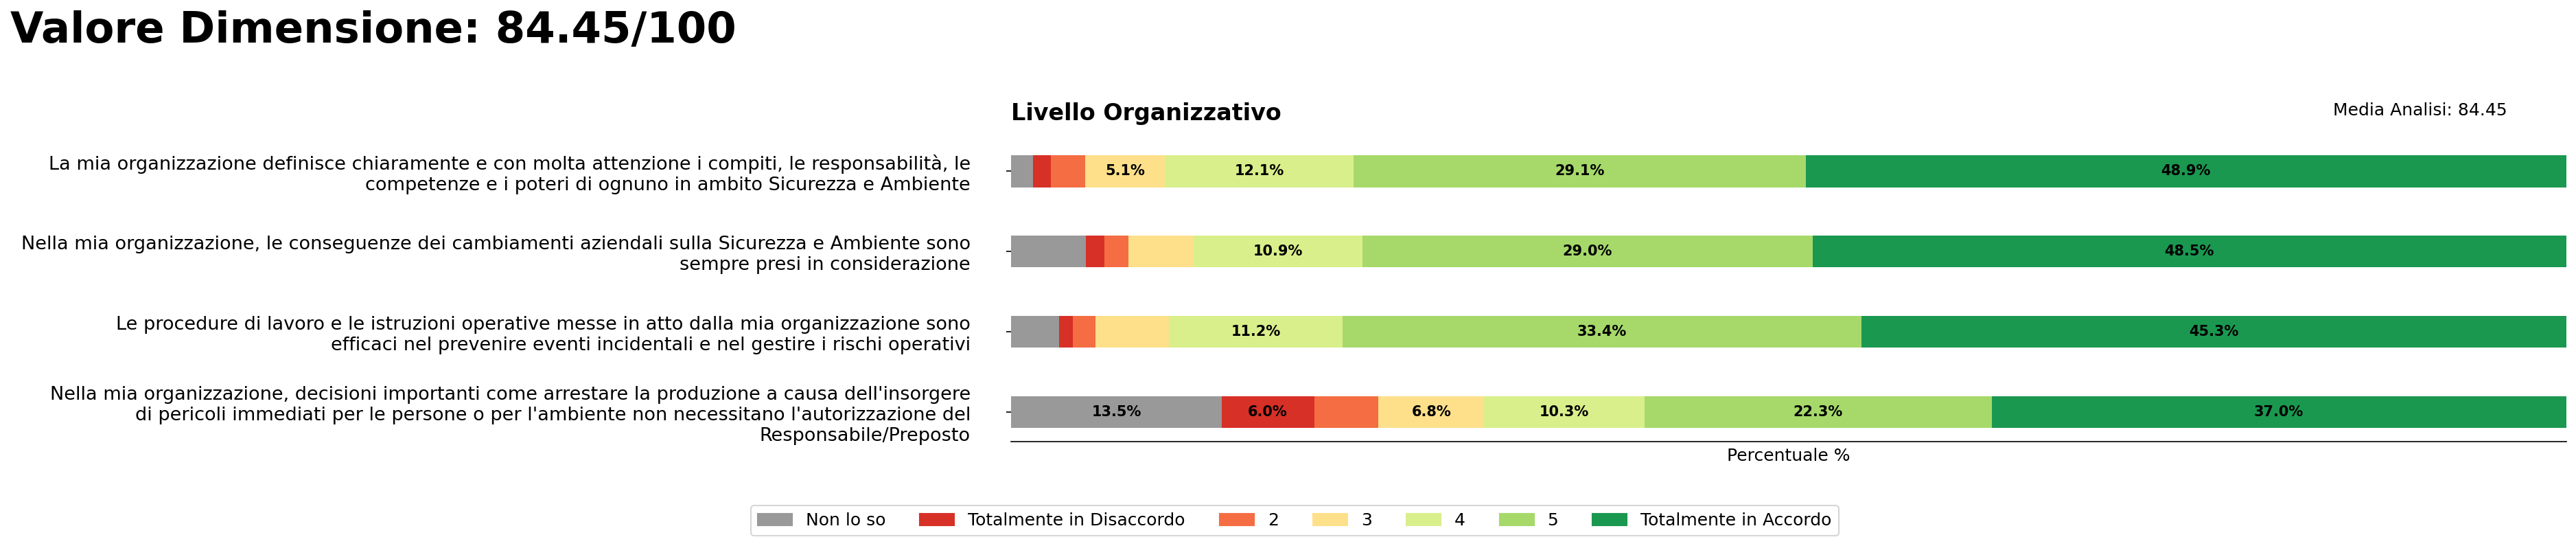 Valore Dimensione: 84.45/100
Livello Organizzativo
Media Analisi: 84.45
La mia organizzazione definisce chiaramente e con molta attenzione i compiti, le responsabilità, le
competenze e i poteri di ognuno in ambito Sicurezza e Ambiente
5.1% 12.1% 29.1% 48.9%
Nella mia organizzazione, le conseguenze dei cambiamenti aziendali sulla Sicurezza e Ambiente sono
sempre presi in considerazione
10.9% 29.0% 48.5%
Le procedure di lavoro e le istruzioni operative messe in atto dalla mia organizzazione sono
efficaci nel prevenire eventi incidentali e nel gestire i rischi operativi
11.2% 33.4% 45.3%
Nella mia organizzazione, decisioni importanti come arrestare la produzione a causa dell'insorgere
di pericoli immediati per le persone o per l'ambiente non necessitano l'autorizzazione del
Responsabile/Preposto
13.5% 6.0% 6.8% 10.3% 22.3% 37.0%
Percentuale %
Non lo so Totalmente in Disaccordo 2 3 4 5 Totalmente in Accordo